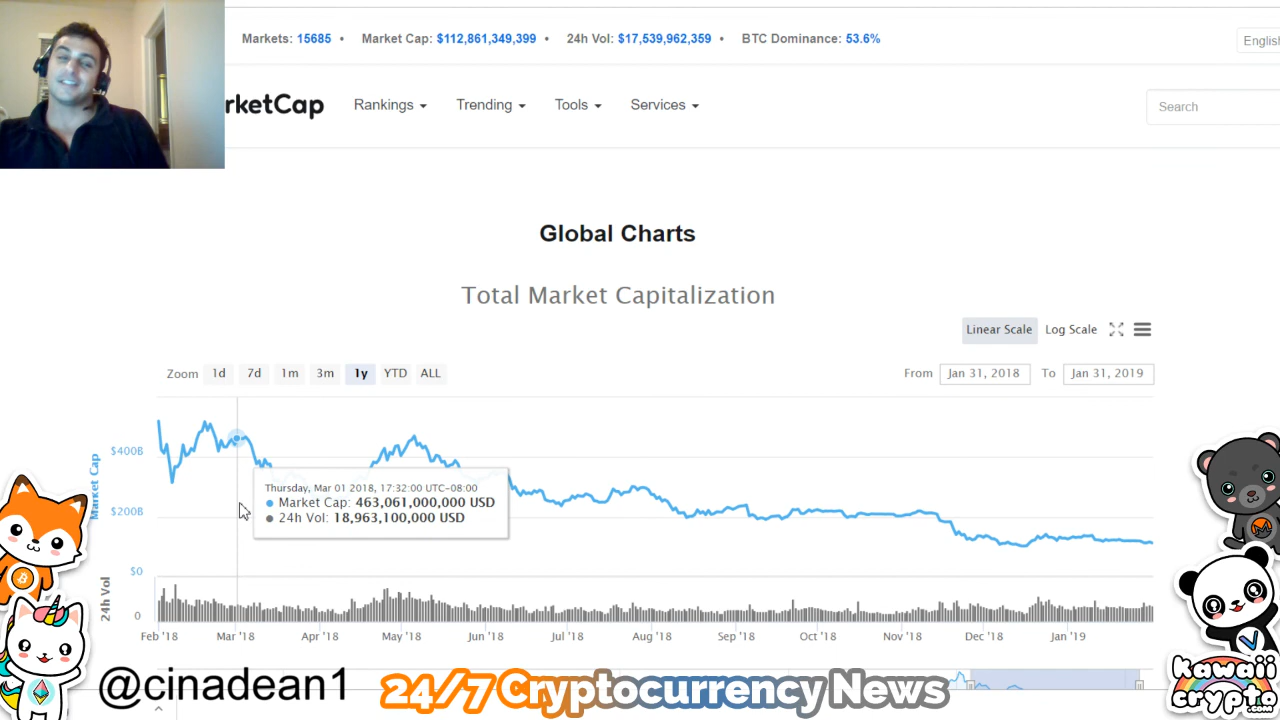 Markets: 15685 • Market Cap: $112,861,349,399 • 24h Vol: $17,539,962,359 • BTC Dominance: 53.6%
English
rketCap Rankings Trending Tools Services
Search
Global Charts
Total Market Capitalization
Linear Scale Log Scale
Zoom 1d 7d 1m 3m 1y YTD ALL From Jan 31, 2018 To Jan 31, 2019
$400B
$200B
$0
Market Cap
24h Vol
0
Thursday, Mar 01 2018, 17:32:00 UTC-08:00
Market Cap: 463,061,000,000 USD
24h Vol: 18,963,100,000 USD
Feb '18 Mar '18 Apr '18 May '18 Jun '18 Jul '18 Aug '18 Sep '18 Oct '18 Nov '18 Dec '18 Jan '19
@cinadean1
24/7 Cryptocurrency News
kawaii
crypto
.com